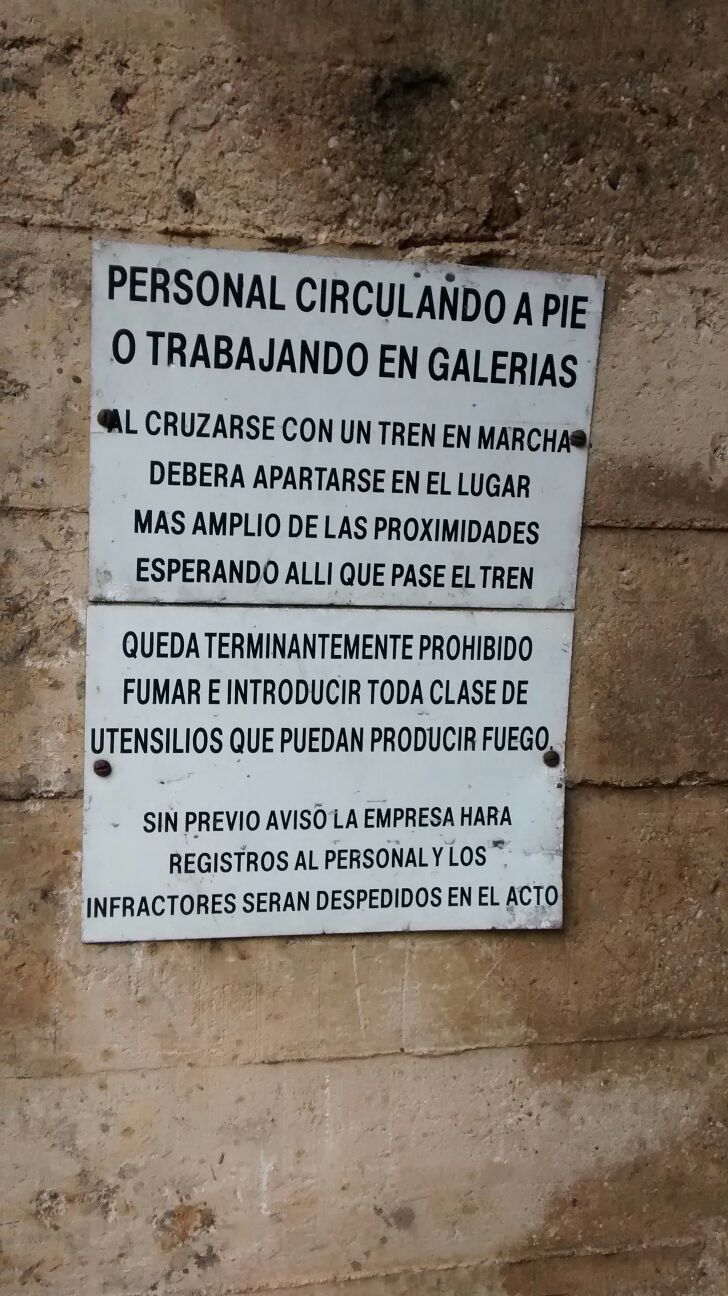 PERSONAL CIRCULANDO A PIE
O TRABAJANDO EN GALERIAS
AL CRUZARSE CON UN TREN EN MARCHA
DEBERA APARTARSE EN EL LUGAR
MAS AMPLIO DE LAS PROXIMIDADES
ESPERANDO ALLI QUE PASE EL TREN
QUEDA TERMINANTEMENTE PROHIBIDO
FUMAR E INTRODUCIR TODA CLASE DE
UTENSILIOS QUE PUEDAN PRODUCIR FUEGO.
SIN PREVIO AVISO LA EMPRESA HARA
REGISTROS AL PERSONAL Y LOS
INFRACTORES SERAN DESPEDIDOS EN EL ACTO